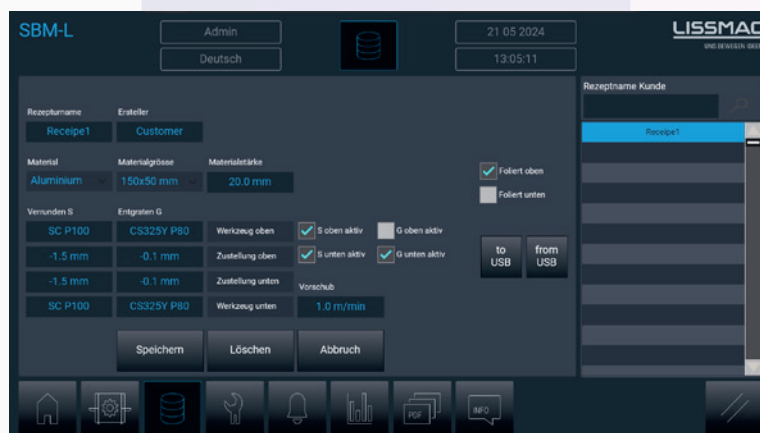 SBM-L
Admin
21 05 2024
LISSMAC
UNS BEWEGEN IDEEN
Deutsch
13:05:11
Rezeptname Kunde
Rezepturname Ersteller
Receipe1 Customer
Receipe1
Material Materialgrösse Materialstärke
Aluminium 150x50 mm 20.0 mm
Foliert oben
Foliert unten
Verrunden S Entgraten G
SC P100 CS325Y P80 Werkzeug oben S oben aktiv G oben aktiv
-1.5 mm -0.1 mm Zustellung oben S unten aktiv G unten aktiv
to USB from USB
-1.5 mm -0.1 mm Zustellung unten Vorschub
SC P100 CS325Y P80 Werkzeug unten 1.0 m/min
Speichern Löschen Abbruch
PDF INFO